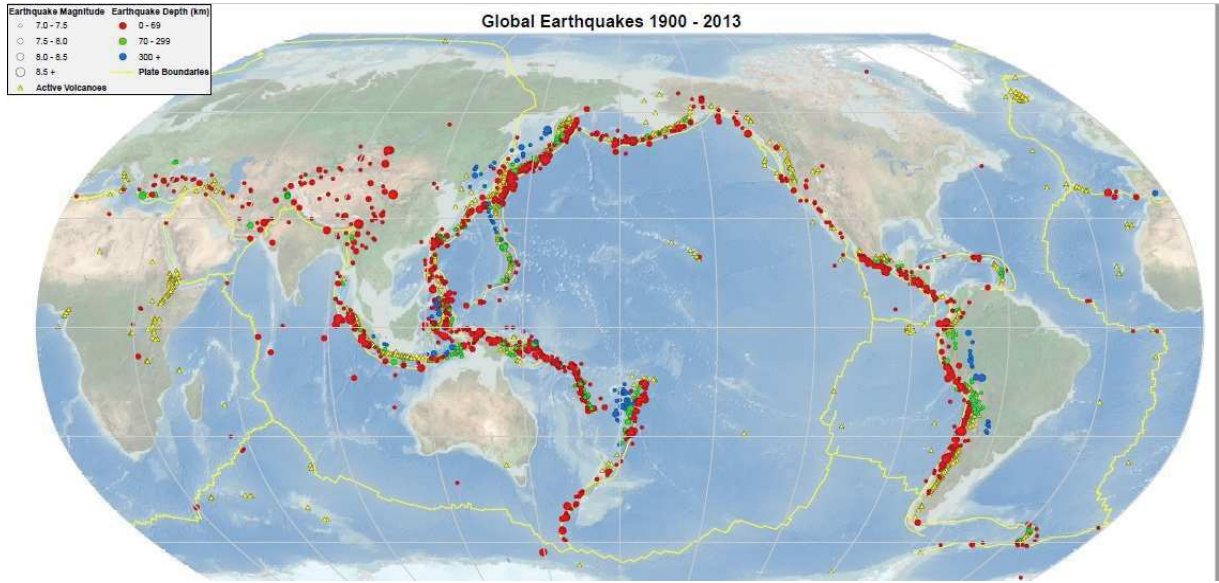 Global Earthquakes 1900 - 2013
Earthquake Magnitude
7.0 - 7.5
7.5 - 8.0
8.0 - 8.5
8.5 +
Active Volcanoes
Earthquake Depth (km)
0 - 69
70 - 299
300 +
Plate Boundaries